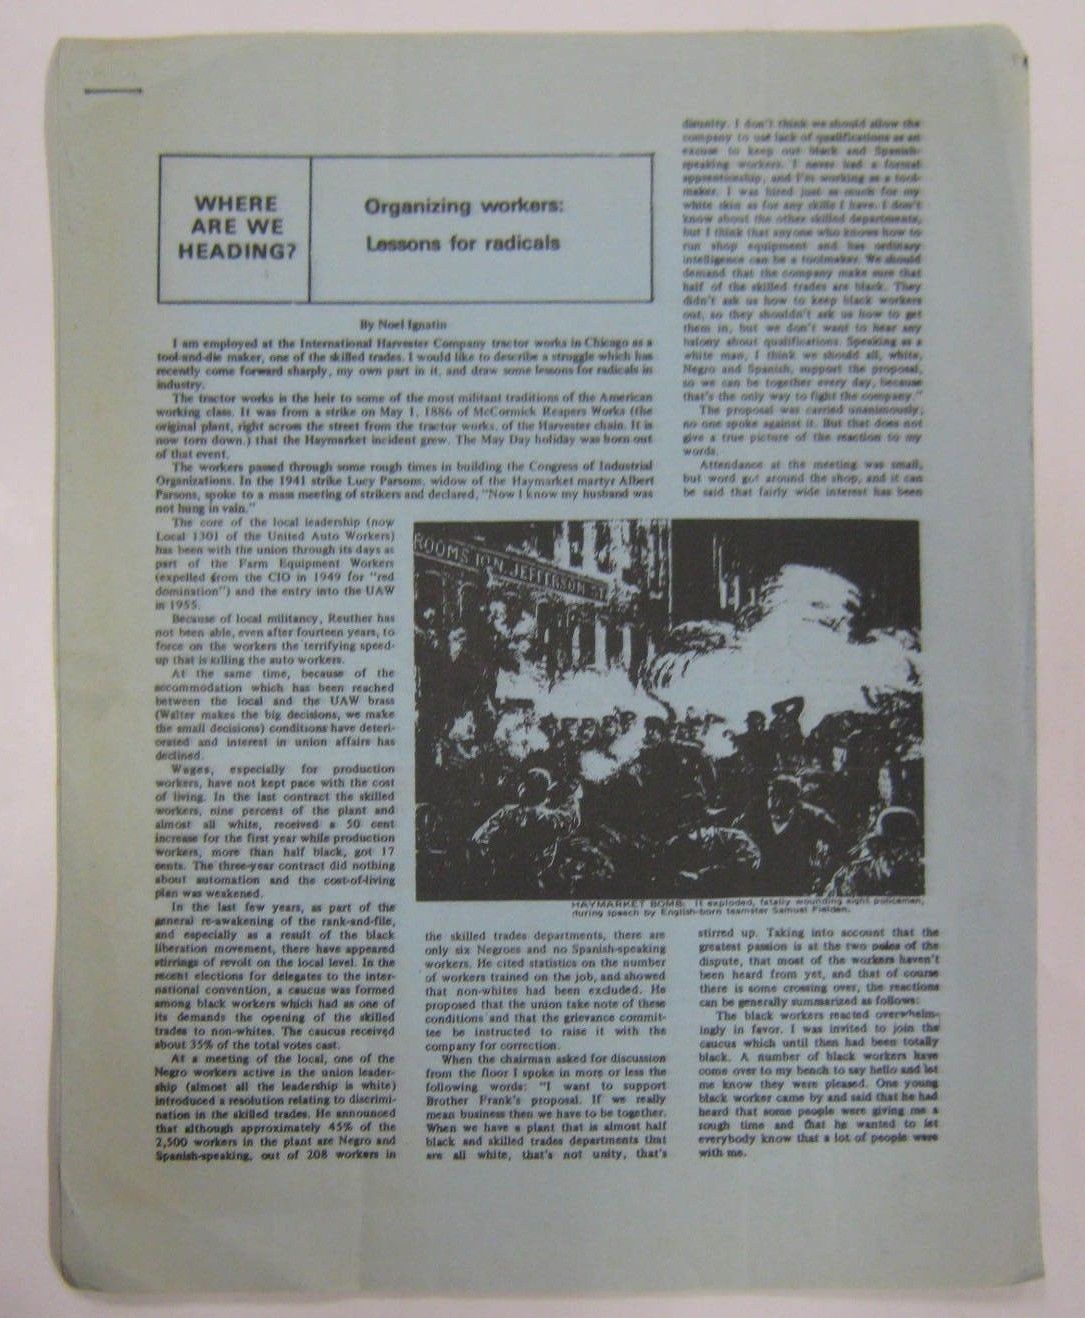 WHERE
ARE WE
HEADING?
Organizing workers:
Lessons for radicals
By Noel Ignatin
I am employed at the International Harvester Company tractor works in Chicago as a
tool-and-die maker, one of the skilled trades. I would like to describe a struggle which has
recently come forward sharply, my own part in it, and draw some lessons for radicals in
industry.
The tractor works is the heir to some of the most militant traditions of the American
working class. It was from a strike on May 1, 1886 of McCormick Reapers Works (the
original plant, right across the street from the tractor works, of the Harvester chain. It is
now torn down.) that the Haymarket incident grew. The May Day holiday was born out
of that event.
The workers passed through some rough times in building the Congress of Industrial
Organizations. In the 1941 strike Lucy Parsons, widow of the Haymarket martyr Albert
Parsons, spoke to a mass meeting of strikers and declared, "Now I know my husband was
not hung in vain."
The core of the local leadership (now
Local 1301 of the United Auto Workers)
has been with the union through its days as
part of the Farm Equipment Workers
(expelled from the CIO in 1949 for "red
domination") and the entry into the UAW
in 1955.
Because of local militancy, Reuther has
not been able, even after fourteen years, to
force on the workers the terrifying speed-
up that is killing the auto workers.
At the same time, because of the
accommodation which has been reached
between the local and the UAW brass
(Walter makes the big decisions, we make
the small decisions) conditions have deteri-
orated and interest in union affairs has
declined.
Wages, especially for production
workers, have not kept pace with the cost
of living. In the last contract the skilled
workers, nine percent of the plant and
almost all white, received a 50 cent
increase for the first year while production
workers, more than half black, got 17
cents. The three-year contract did nothing
about automation and the cost-of-living
plan was weakened.
In the last few years, as part of the
general re-awakening of the rank-and-file,
and especially as a result of the black
liberation movement, there have appeared
stirrings of revolt on the local level. In the
recent elections for delegates to the inter-
national convention, a caucus was formed
among black workers which had as one of
its demands the opening of the skilled
trades to non-whites. The caucus received
about 35% of the total votes cast.
At a meeting of the local, one of the
Negro workers active in the union leader-
ship (almost all the leadership is white)
introduced a resolution relating to discrimi-
nation in the skilled trades. He announced
that although approximately 45% of the
2,500 workers in the plant are Negro and
Spanish-speaking, out of 208 workers in
ROOMS JEFFERSON ST
HAYMARKET BOMB: It exploded, fatally wounding eight policeman,
during speech by English-born teamster Samuel Fielden.
the skilled trades departments, there are
only six Negroes and no Spanish-speaking
workers. He cited statistics on the number
of workers trained on the job, and showed
that non-whites had been excluded. He
proposed that the union take note of these
conditions and that the grievance commit-
tee be instructed to raise it with the
company for correction.
When the chairman asked for discussion
from the floor I spoke in more or less the
following words: "I want to support
Brother Frank's proposal. If we really
mean business then we have to be together.
When we have a plant that is almost half
black and skilled trades departments that
are all white, that's not unity, that's
disunity. I don't think we should allow the
company to use lack of qualifications as an
excuse to keep out black and Spanish-
speaking workers. I never had a formal
apprenticeship, and I'm working as a tool-
maker. I was hired just as much for my
white skin as for any skills I have. I don't
know about the other skilled departments,
but I think that anyone who knows how to
run shop equipment and has ordinary
intelligence can be a toolmaker. We should
demand that the company make sure that
half of the skilled trades are black. They
didn't ask us how to keep black workers
out, so they shouldn't ask us how to get
them in, but we don't want to hear any
balony about qualifications. Speaking as a
white man, I think we should all, white,
Negro and Spanish, support the proposal,
so we can be together every day, because
that's the only way to fight the company."
The proposal was carried unanimously;
no one spoke against it. But that does not
give a true picture of the reaction to my
words.
Attendance at the meeting was small,
but word got around the shop, and it can
be said that fairly wide interest has been
stirred up. Taking into account that the
greatest passion is at the two poles of the
dispute, that most of the workers haven't
been heard from yet, and that of course
there is some crossing over, the reactions
can be generally summarized as follows:
The black workers reacted overwhelm-
ingly in favor. I was invited to join the
caucus which until then had been totally
black. A number of black workers have
come over to my bench to say hello and let
me know they were pleased. One young
black worker came by and said that he had
heard that some people were giving me a
rough time and that he wanted to let
everybody know that a lot of people were
with me.